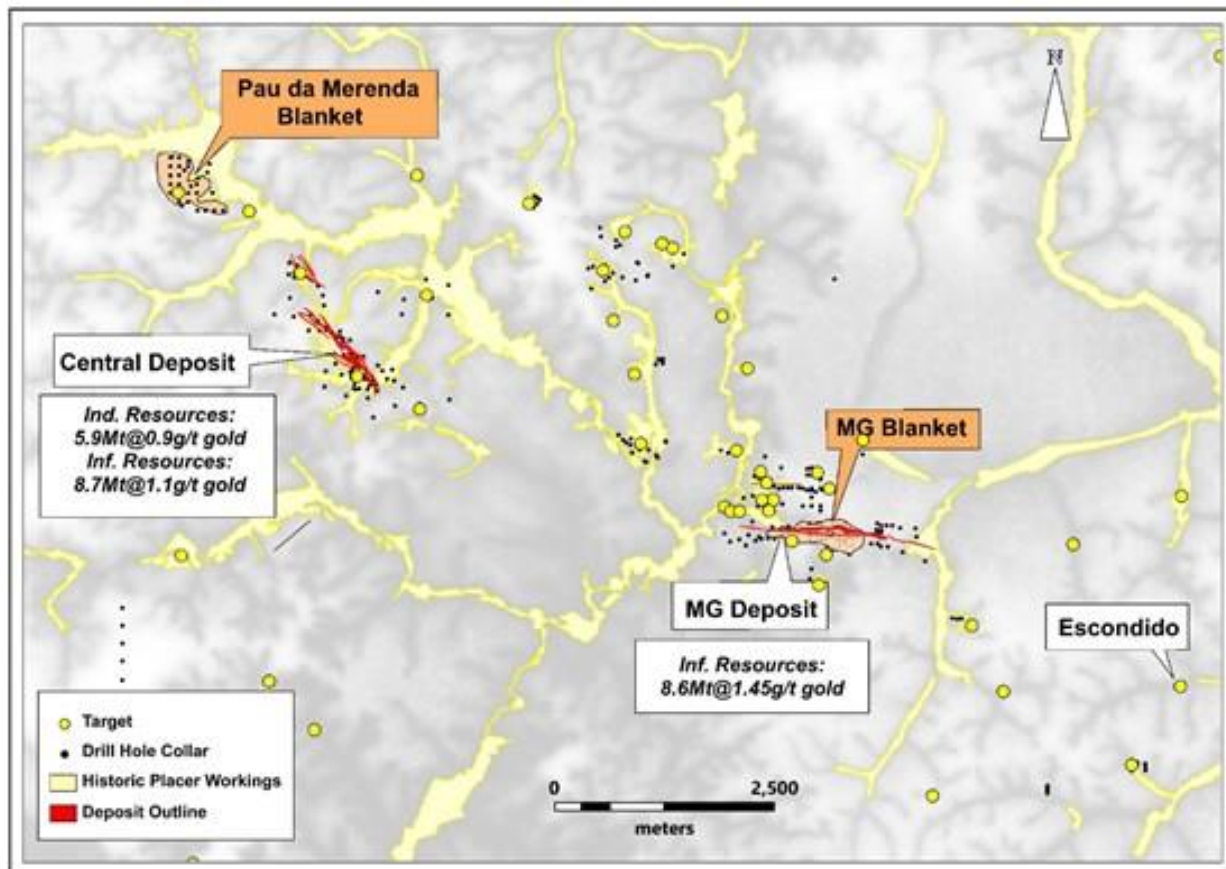 Pau da Merenda
Blanket
N
Central Deposit
Ind. Resources:
5.9Mt@0.9g/t gold
Inf. Resources:
8.7Mt@1.1g/t gold
MG Blanket
MG Deposit
Inf. Resources:
8.6Mt@1.45g/t gold
Escondido
Target
Drill Hole Collar
Historic Placer Workings
Deposit Outline
0 2,500
meters